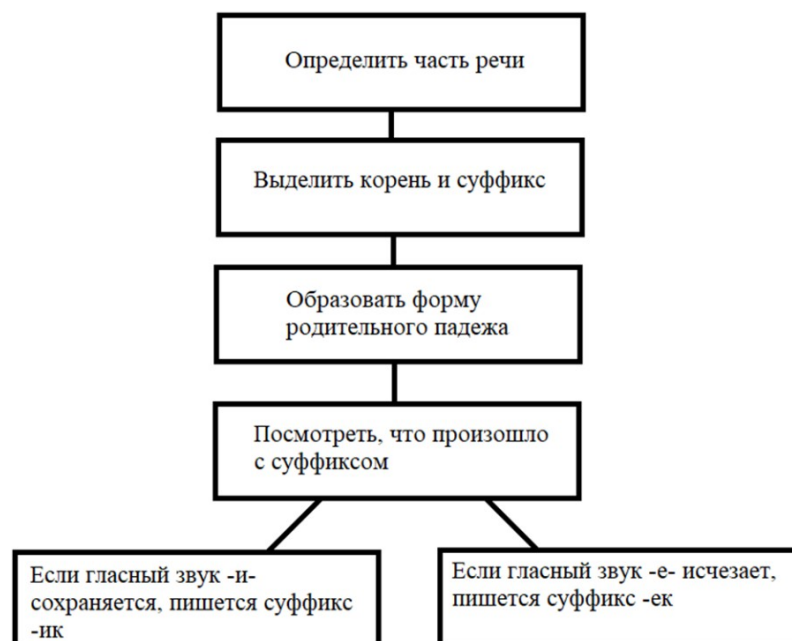 Определить часть речи
Выделить корень и суффикс
Образовать форму
родительного падежа
Посмотреть, что произошло
с суффиксом
Если гласный звук -и-
сохраняется, пишется суффикс
-ик
Если гласный звук -е- исчезает,
пишется суффикс -ек